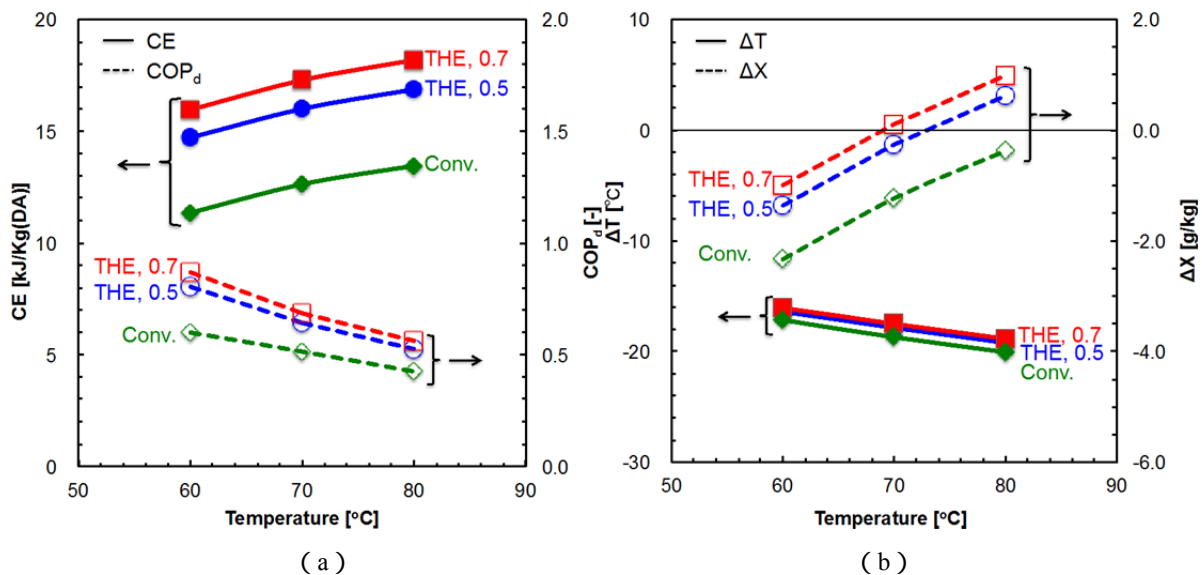 20
15
10
5
0
CE [kJ/Kg(DA)]
CE
COP_d
THE, 0.7
THE, 0.5
Conv.
THE, 0.7
THE, 0.5
Conv.
2.0
1.5
1.0
0.5
0.0
COP_d [-]
50 60 70 80 90
Temperature [°C]
(a)
10
0
-10
-20
-30
ΔT [℃]
ΔT
ΔX
THE, 0.7
THE, 0.5
Conv.
THE, 0.7
THE, 0.5
Conv.
2.0
0.0
-2.0
-4.0
-6.0
ΔX [g/kg]
50 60 70 80 90
Temperature [°C]
(b)